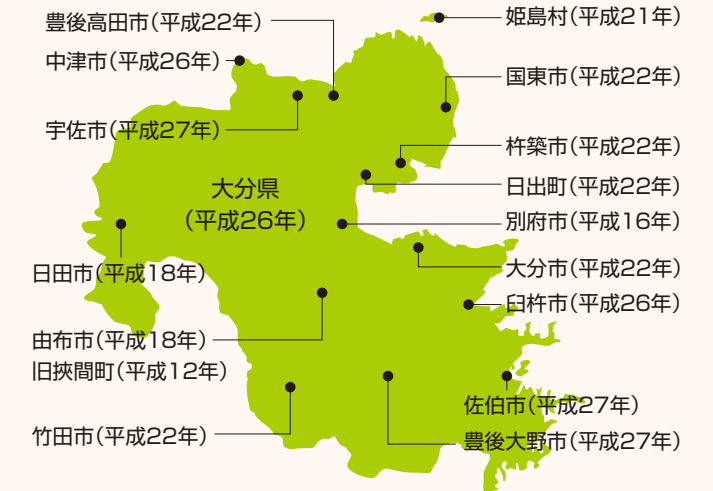 豊後高田市(平成22年)
中津市(平成26年)
宇佐市(平成27年)
大分県
(平成26年)
日田市(平成18年)
由布市(平成18年)
旧挾間町(平成12年)
竹田市(平成22年)
姫島村(平成21年)
国東市(平成22年)
杵築市(平成22年)
日出町(平成22年)
別府市(平成16年)
大分市(平成22年)
臼杵市(平成26年)
佐伯市(平成27年)
豊後大野市(平成27年)